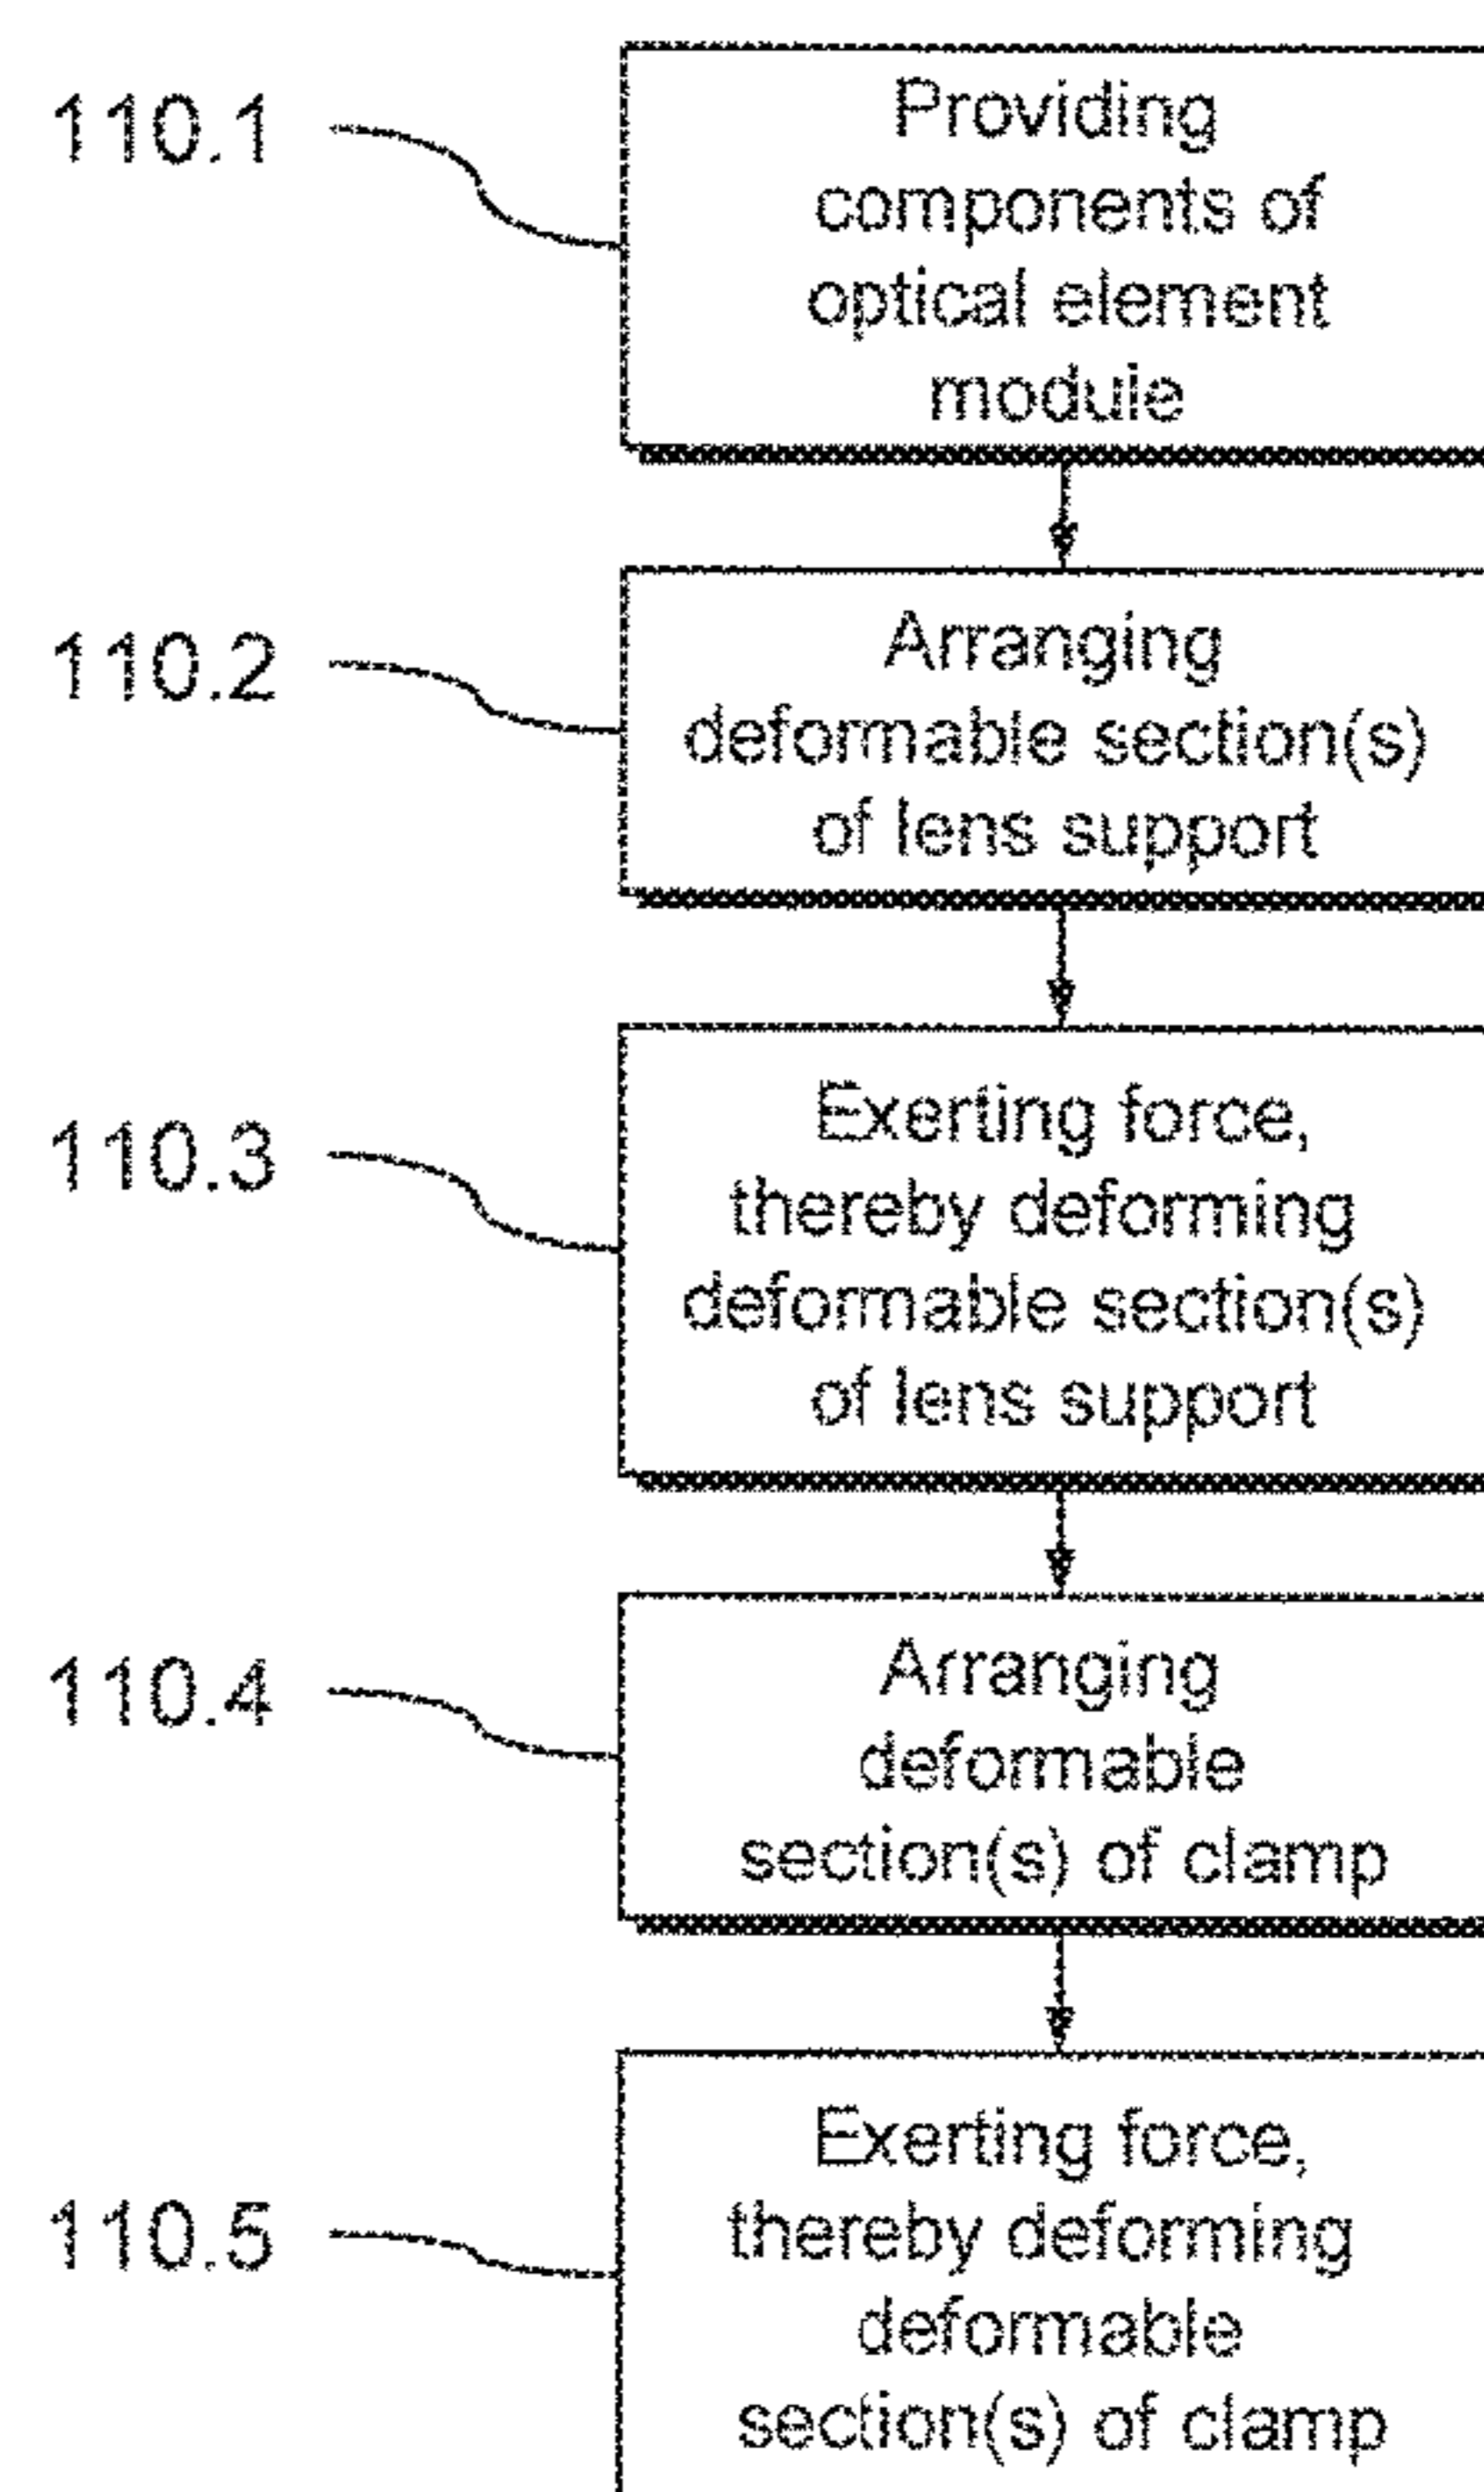 110.1
Providing
components of
optical element
module
110.2
Arranging
deformable section(s)
of lens support
110.3
Exerting force,
thereby deforming
deformable section(s)
of lens support
110.4
Arranging
deformable
section(s) of clamp
110.5
Exerting force,
thereby deforming
deformable
section(s) of clamp